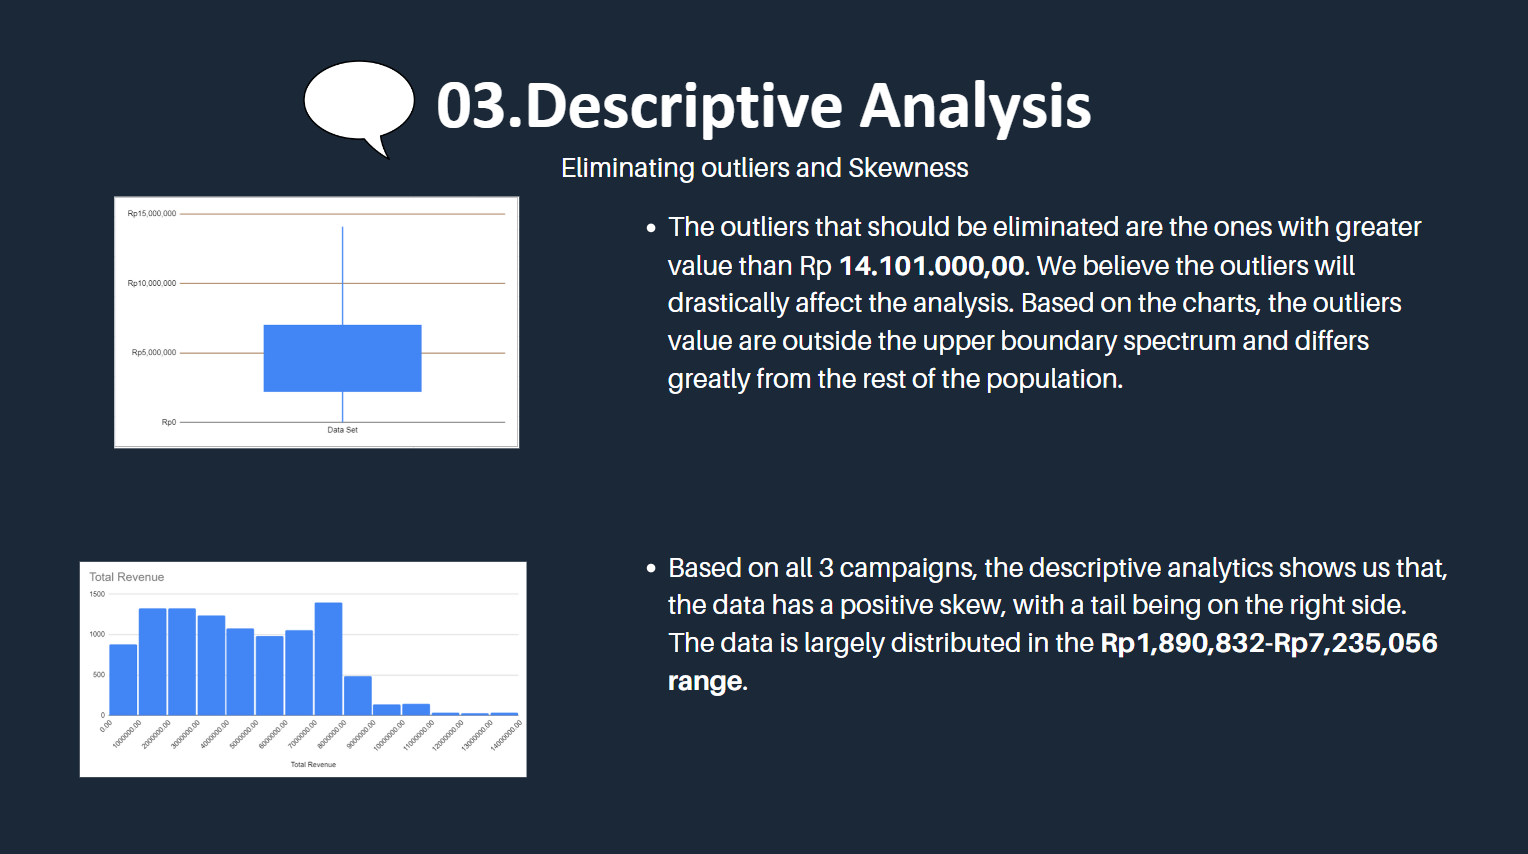 03.Descriptive Analysis
Eliminating outliers and Skewness
Rp15,000,000
Rp10,000,000
Rp5,000,000
Rp0
Data Set
• The outliers that should be eliminated are the ones with greater
value than Rp 14.101.000,00. We believe the outliers will
drastically affect the analysis. Based on the charts, the outliers
value are outside the upper boundary spectrum and differs
greatly from the rest of the population.
Total Revenue
1500
1000
500
0
0.00
1000000.00
2000000.00
3000000.00
4000000.00
5000000.00
6000000.00
7000000.00
8000000.00
9000000.00
10000000.00
11000000.00
12000000.00
13000000.00
14000000.00
Total Revenue
• Based on all 3 campaigns, the descriptive analytics shows us that,
the data has a positive skew, with a tail being on the right side.
The data is largely distributed in the Rp1,890,832-Rp7,235,056
range.